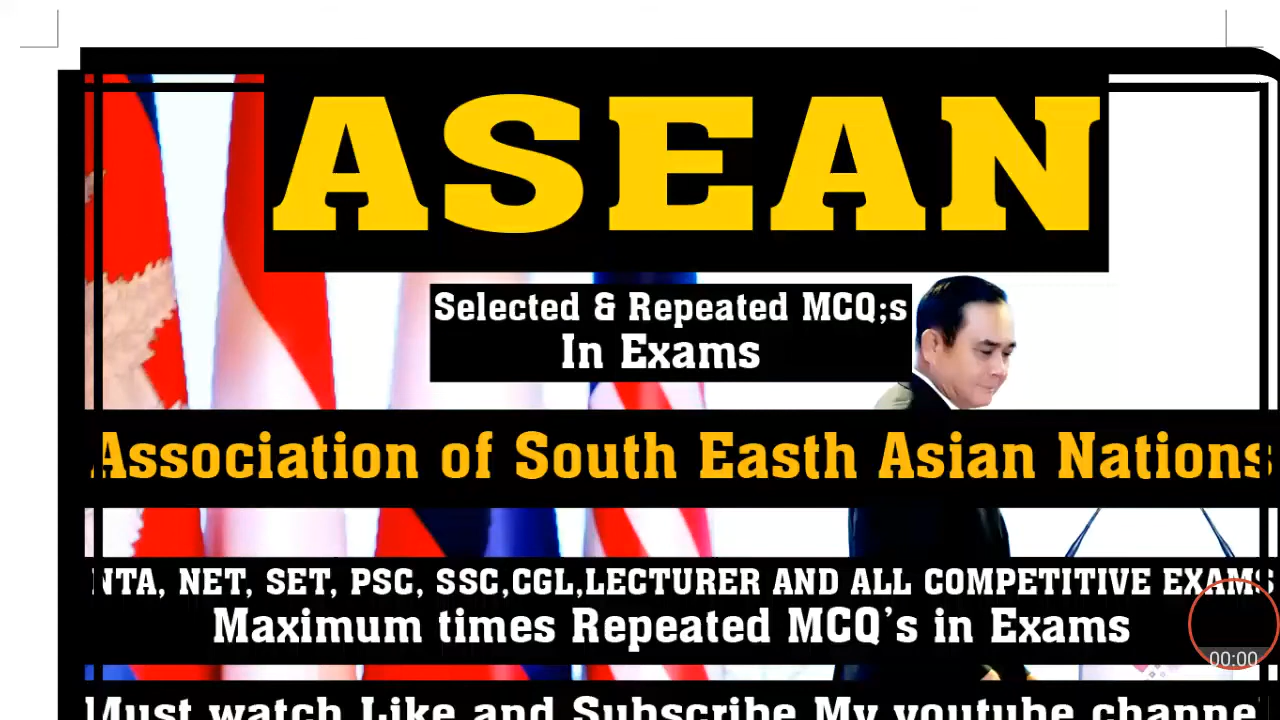 ASEAN
Selected & Repeated MCQ;s
In Exams
Association of South Easth Asian Nations
NTA, NET, SET, PSC, SSC,CGL,LECTURER AND ALL COMPETITIVE EXAMS
Maximum times Repeated MCQ's in Exams
00:00
Must watch Like and Subscribe My youtube channel